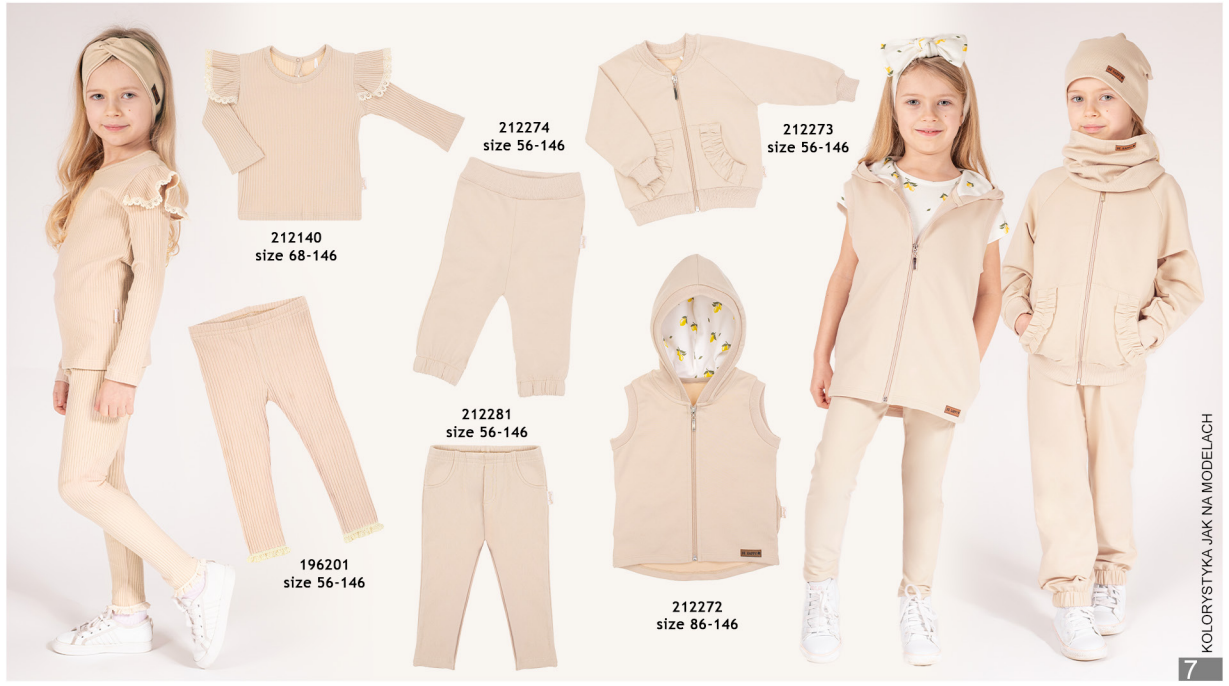 212274
size 56-146
212273
size 56-146
212140
size 68-146
212281
size 56-146
196201
size 56-146
212272
size 86-146
KOLORYSTYKA JAK NA MODELACH
7